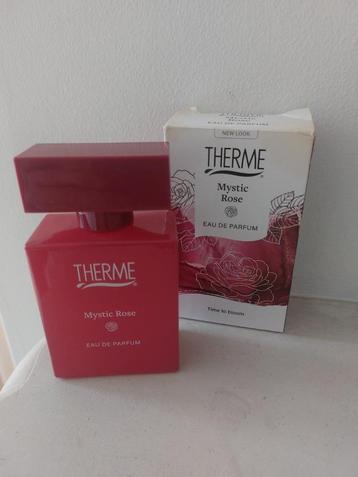 THERME
Mystic Rose
EAU DE PARFUM
NEW LOOK
THERME
Mystic
Rose
EAU DE PARFUM
Time to bloom